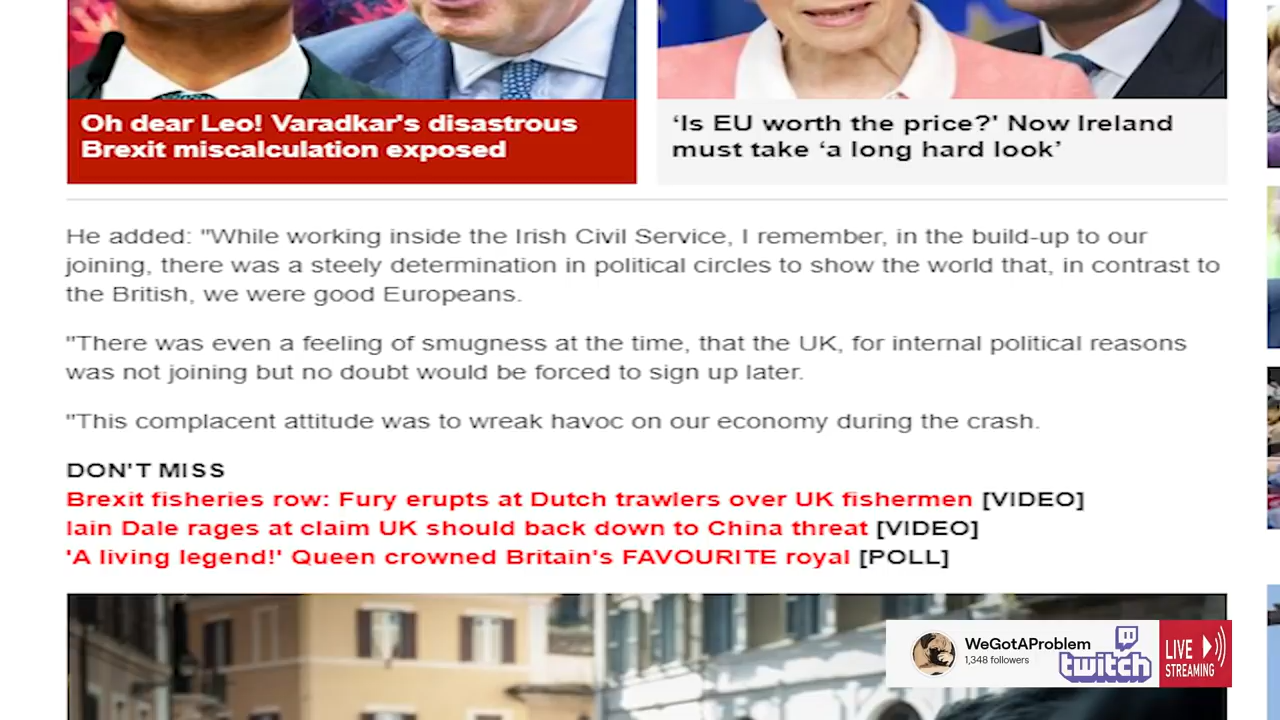 Oh dear Leo! Varadkar's disastrous
Brexit miscalculation exposed
‘Is EU worth the price?' Now Ireland
must take ‘a long hard look’
He added: "While working inside the Irish Civil Service, I remember, in the build-up to our
joining, there was a steely determination in political circles to show the world that, in contrast to
the British, we were good Europeans.
"There was even a feeling of smugness at the time, that the UK, for internal political reasons
was not joining but no doubt would be forced to sign up later.
"This complacent attitude was to wreak havoc on our economy during the crash.
DON'T MISS
Brexit fisheries row: Fury erupts at Dutch trawlers over UK fishermen [VIDEO]
Iain Dale rages at claim UK should back down to China threat [VIDEO]
'A living legend!' Queen crowned Britain's FAVOURITE royal [POLL]
WeGotAProblem
1,348 followers
twitch
LIVE
STREAMING